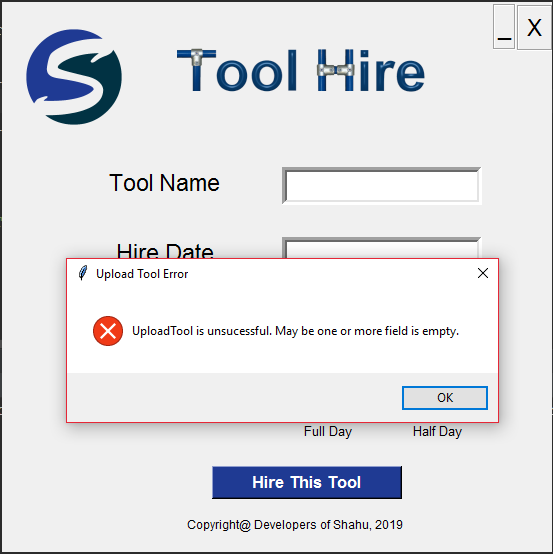 _ X
Tool Hire
Tool Name
Hire Date
Upload Tool Error
UploadTool is unsucessful. May be one or more field is empty.
OK
Full Day Half Day
Hire This Tool
Copyright@ Developers of Shahu, 2019